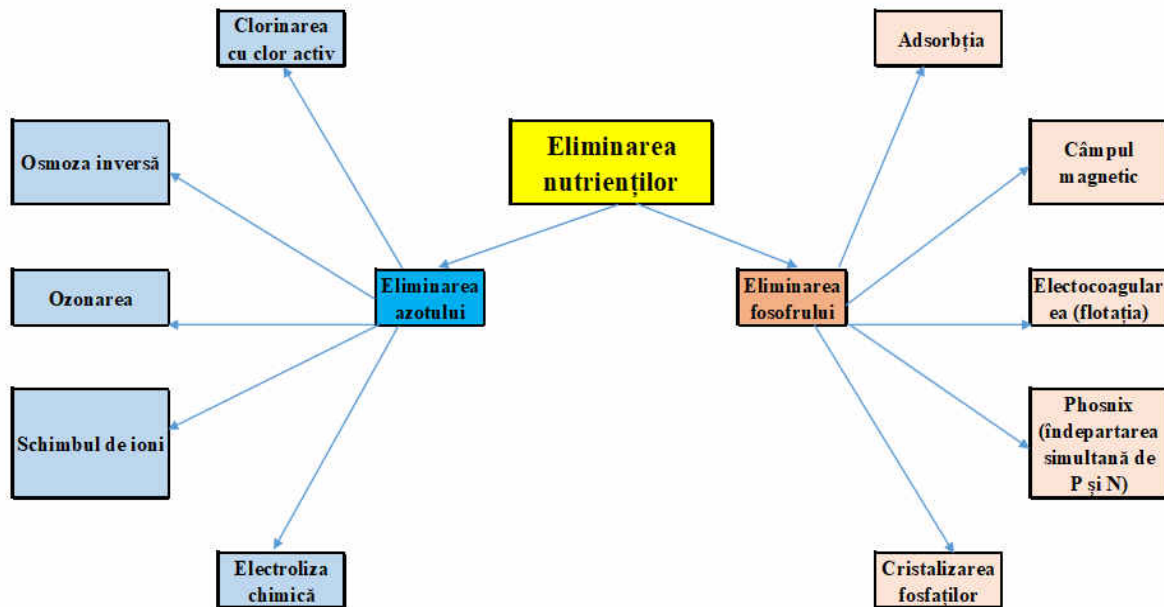 Clorinarea
cu clor activ
Adsorbția
Eliminarea
nutrienților
Osmoza inversă
Câmpul
magnetic
Ozonarea
Eliminarea
azotului
Eliminarea
fosofrului
Electocoagular
ea (flotația)
Schimbul de ioni
Phosnix
(îndepartarea
simultană de
P și N)
Electroliza
chimică
Cristalizarea
fosfaților